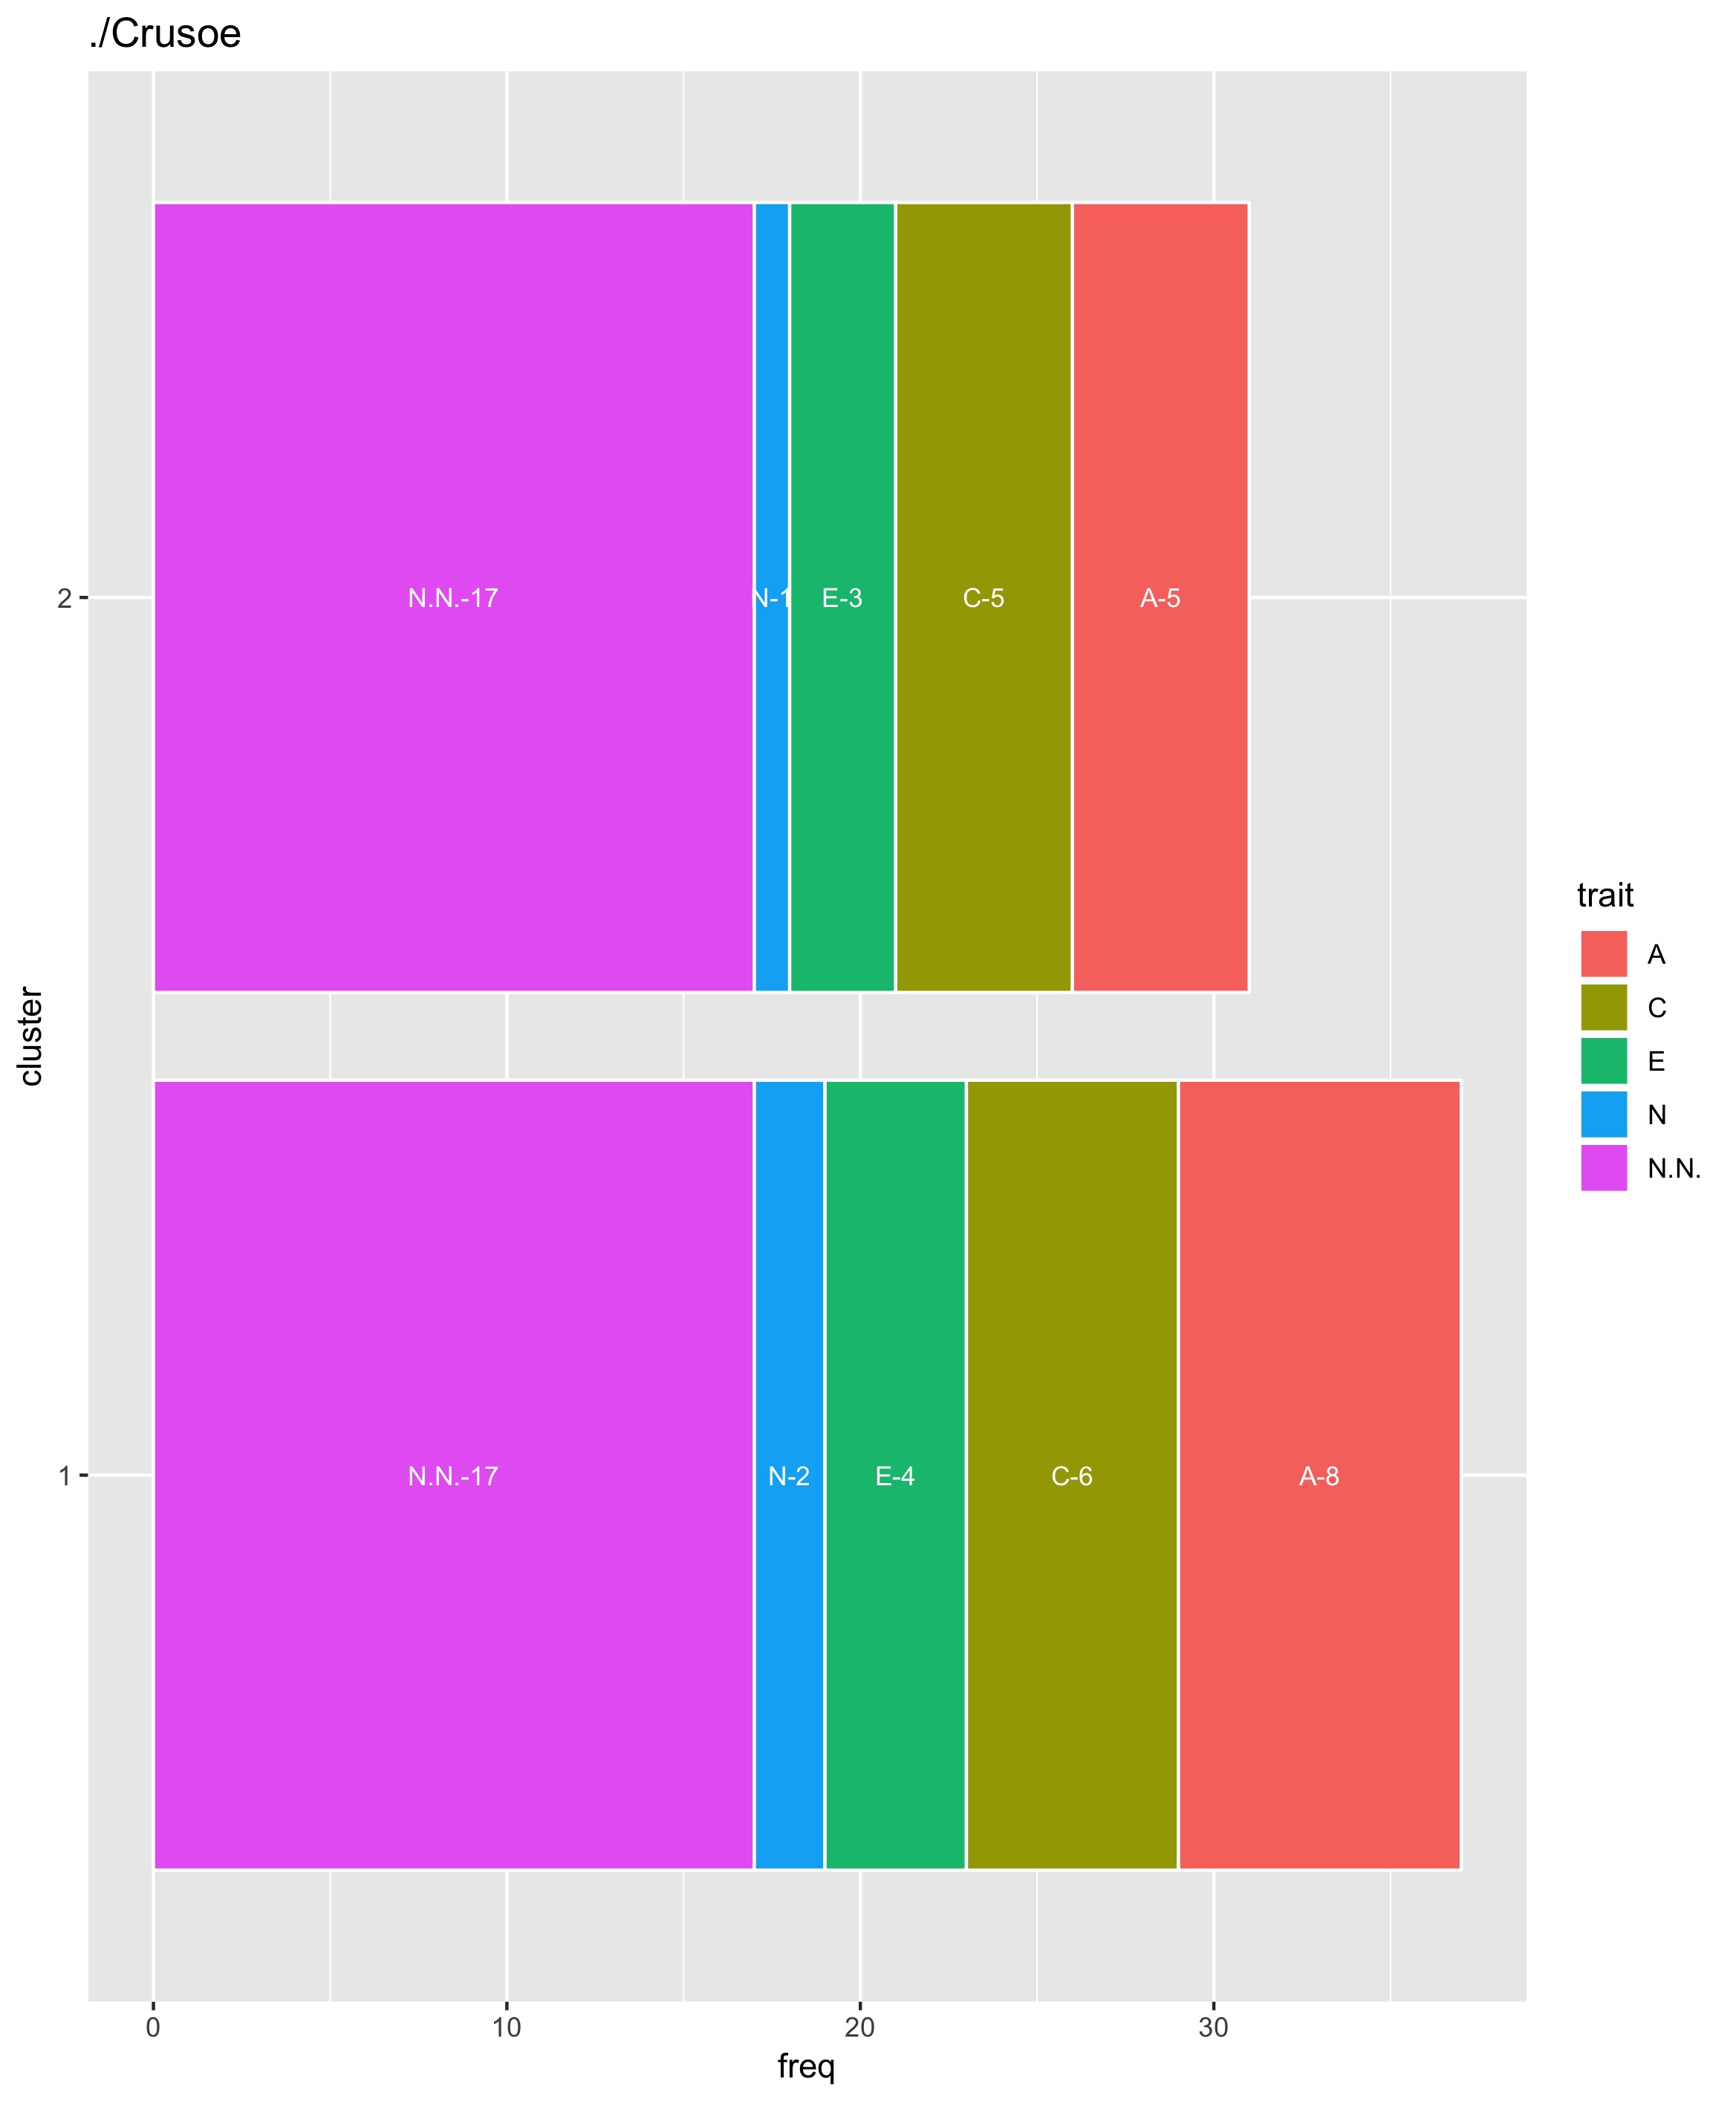 ./Crusoe
2
N.N.-17
N-1
E-3
C-5
A-5
cluster
1
N.N.-17
N-2
E-4
C-6
A-8
0
10
20
30
freq
trait
A
C
E
N
N.N.